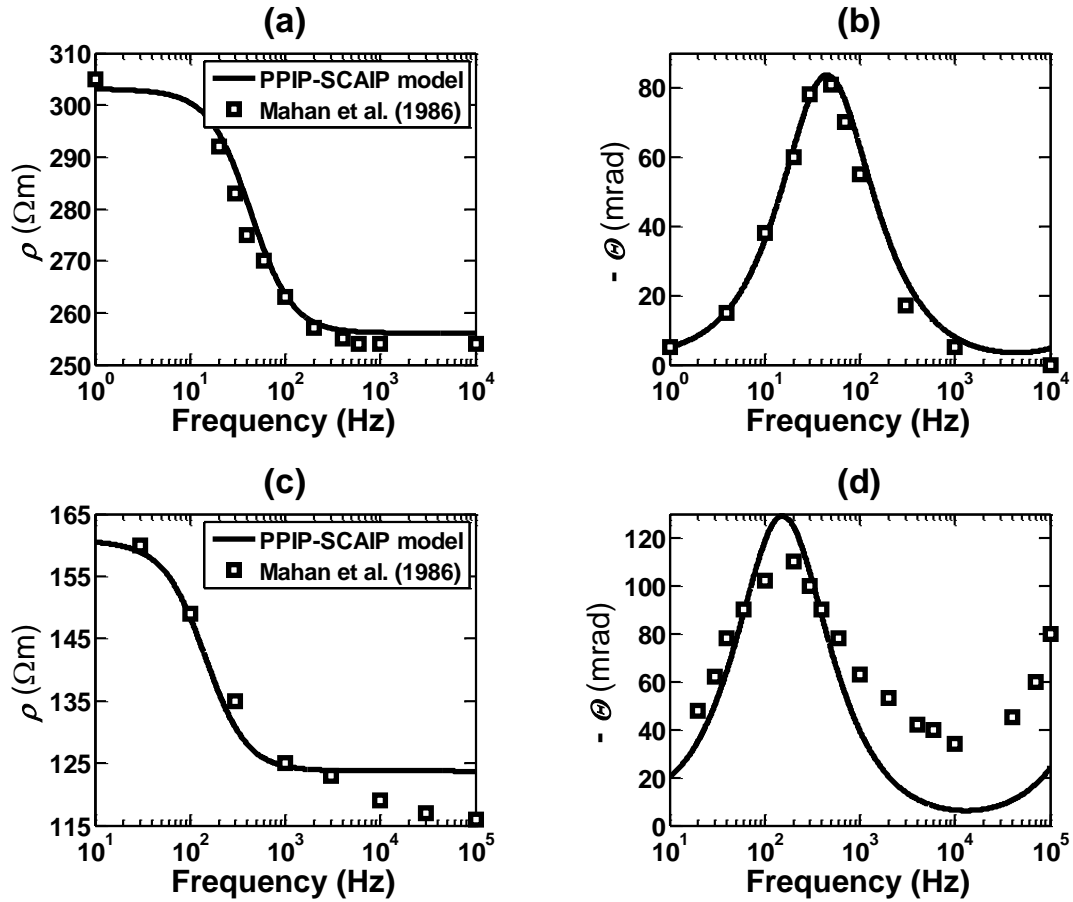 (a)
310
300
290
280
270
260
250
ρ (Ωm)
PPIP-SCAIP model
Mahan et al. (1986)
10^0 10^1 10^2 10^3 10^4
Frequency (Hz)
(b)
80
60
40
20
0
- Θ (mrad)
10^0 10^1 10^2 10^3 10^4
Frequency (Hz)
(c)
165
155
145
135
125
115
ρ (Ωm)
PPIP-SCAIP model
Mahan et al. (1986)
10^1 10^2 10^3 10^4 10^5
Frequency (Hz)
(d)
120
100
80
60
40
20
0
- Θ (mrad)
10^1 10^2 10^3 10^4 10^5
Frequency (Hz)